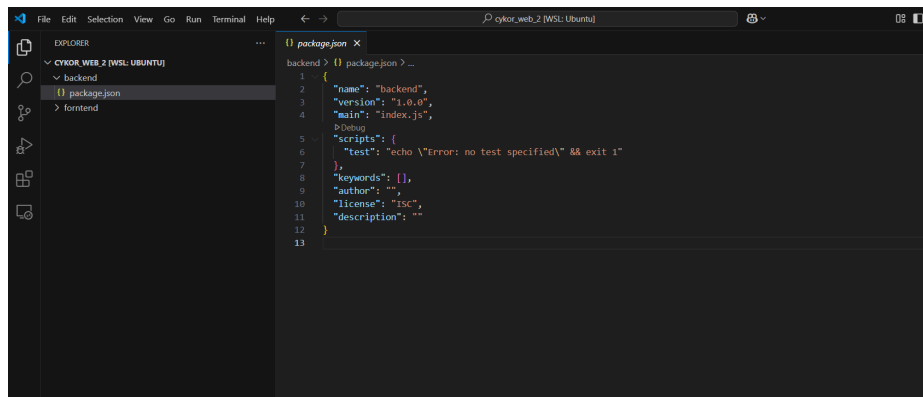 File Edit Selection View Go Run Terminal Help
cykor_web_2 [WSL: Ubuntu]
EXPLORER
CYKOR_WEB_2 [WSL: UBUNTU]
backend
{} package.json
forntend
{} package.json
backend > {} package.json > ...
1 {
2 "name": "backend",
3 "version": "1.0.0",
4 "main": "index.js",
Debug
5 "scripts": {
6 "test": "echo \"Error: no test specified\" && exit 1"
7 },
8 "keywords": [],
9 "author": "",
10 "license": "ISC",
11 "description": ""
12 }
13